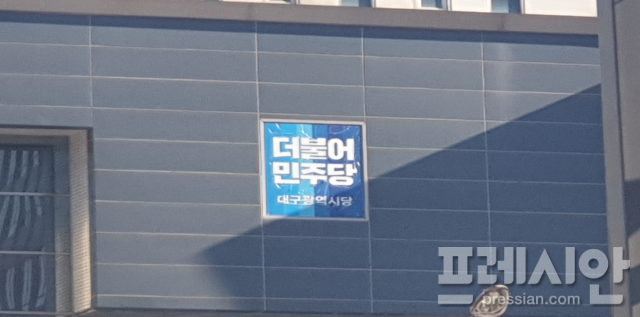 더불어
민주당
대구광역시당
프레시안
pressian.com